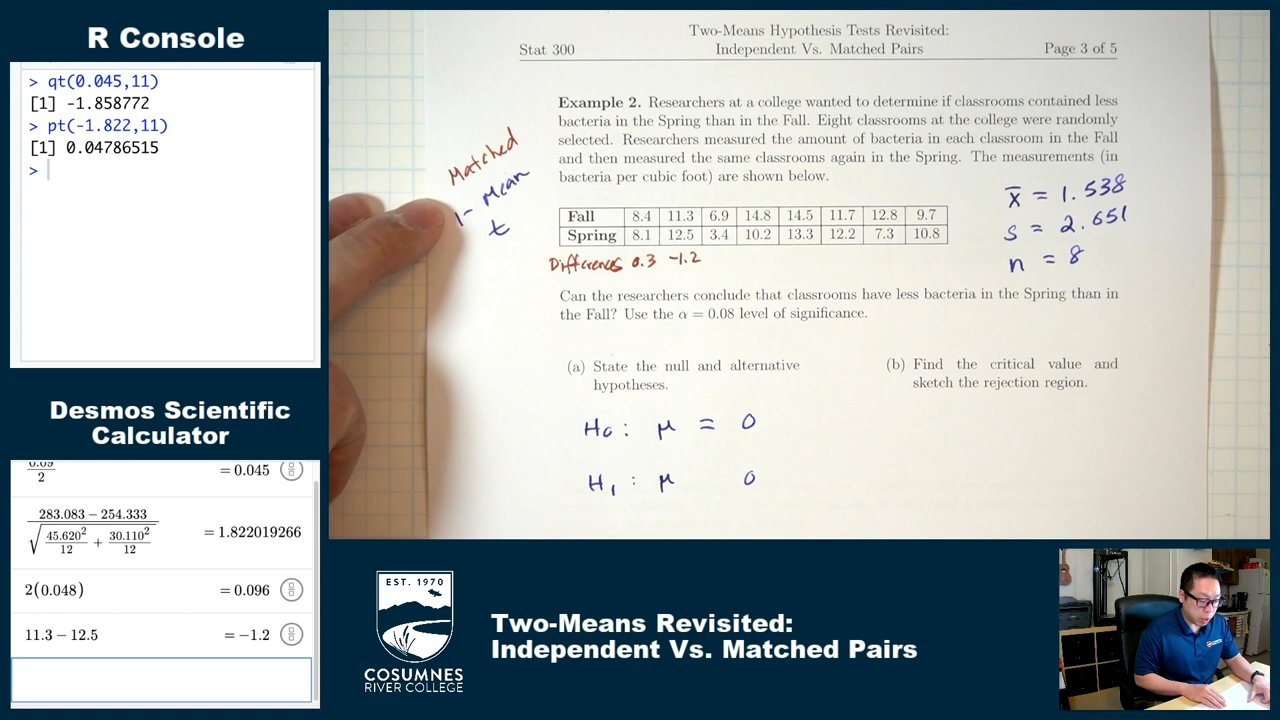 R Console
> qt(0.045,11)
[1] -1.858772
> pt(-1.822,11)
[1] 0.04786515
>
Desmos Scientific
Calculator
0.09
2
= 0.045
283.083 − 254.333
√ 45.620² / 12 + 30.110² / 12
= 1.822019266
2(0.048)
= 0.096
11.3 − 12.5
= −1.2
Two-Means Hypothesis Tests Revisited:
Stat 300 Independent Vs. Matched Pairs Page 3 of 5
Example 2. Researchers at a college wanted to determine if classrooms contained less
bacteria in the Spring than in the Fall. Eight classrooms at the college were randomly
selected. Researchers measured the amount of bacteria in each classroom in the Fall
and then measured the same classrooms again in the Spring. The measurements (in
bacteria per cubic foot) are shown below.
Matched
1- Mean
t
Fall 8.4 11.3 6.9 14.8 14.5 11.7 12.8 9.7
Spring 8.1 12.5 3.4 10.2 13.3 12.2 7.3 10.8
Differences 0.3 -1.2
x̄ = 1.538
s = 2.651
n = 8
Can the researchers conclude that classrooms have less bacteria in the Spring than in
the Fall? Use the α = 0.08 level of significance.
(a) State the null and alternative
hypotheses.
(b) Find the critical value and
sketch the rejection region.
H₀ : μ = 0
H₁ : μ 0
EST. 1970
COSUMNES
RIVER COLLEGE
Two-Means Revisited:
Independent Vs. Matched Pairs